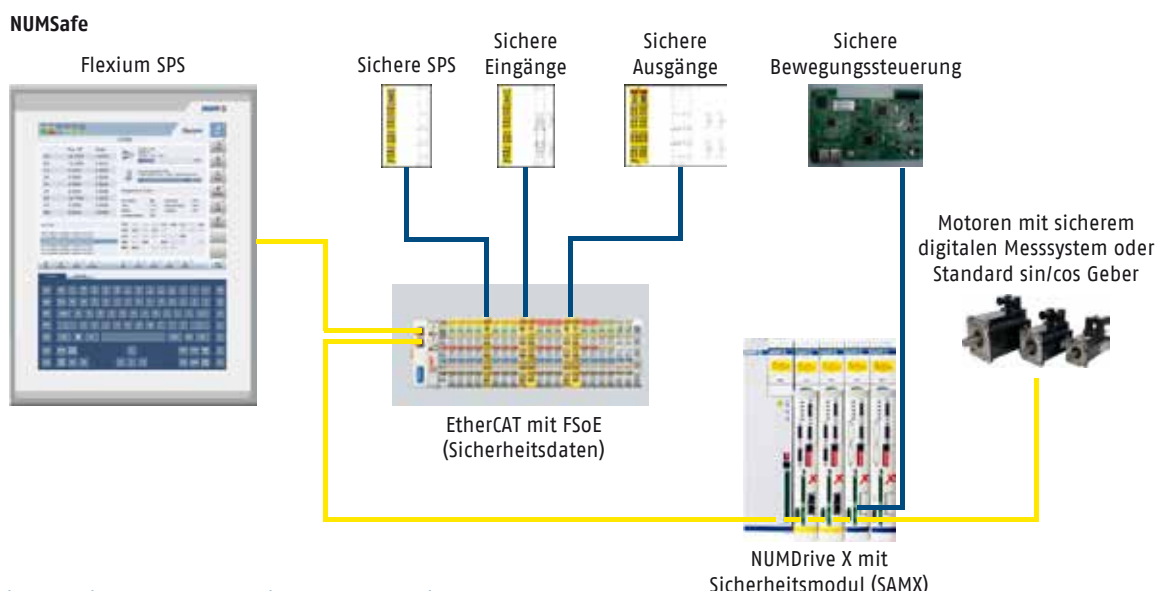 NUMSafe
Flexium SPS
Sichere SPS
Sichere
Eingänge
Sichere
Ausgänge
Sichere
Bewegungssteuerung
Motoren mit sicherem
digitalen Messsystem oder
Standard sin/cos Geber
EtherCAT mit FSoE
(Sicherheitsdaten)
NUMDrive X mit
Sicherheitsmodul (SAMX)